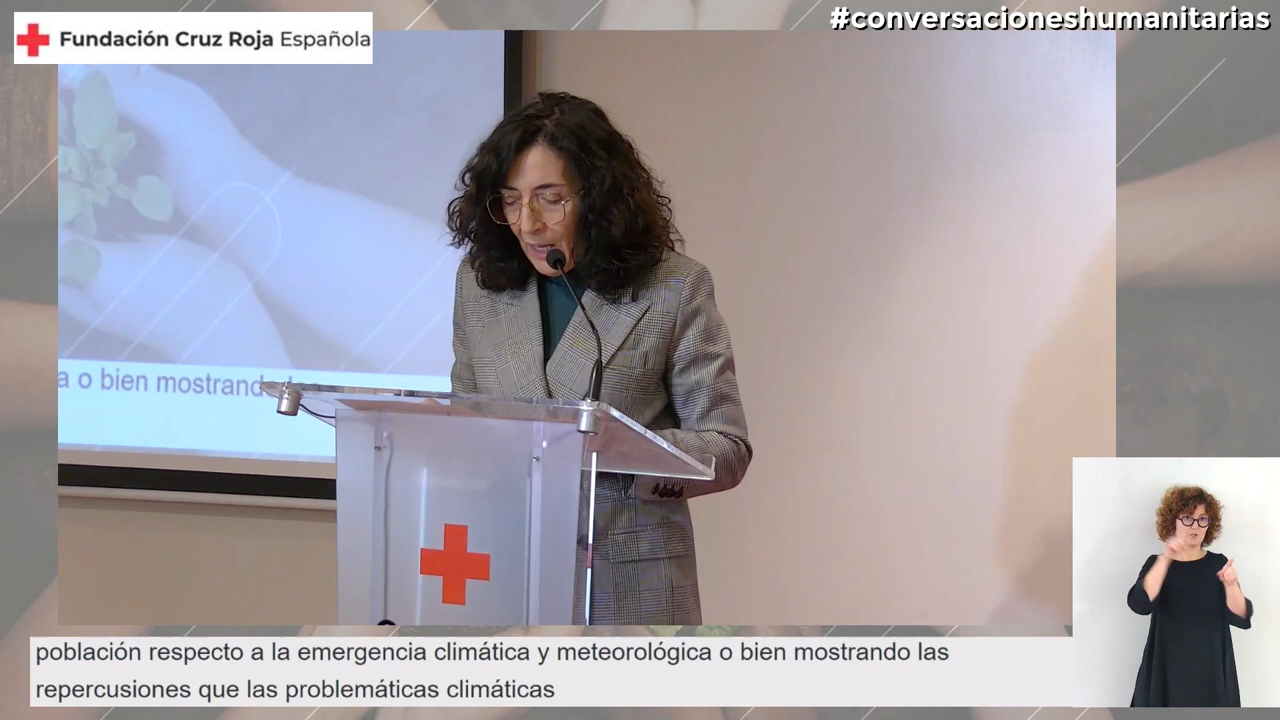 #conversacioneshumanitarias
Fundación Cruz Roja Española
a o bien mostrando
población respecto a la emergencia climática y meteorológica o bien mostrando las
repercusiones que las problemáticas climáticas